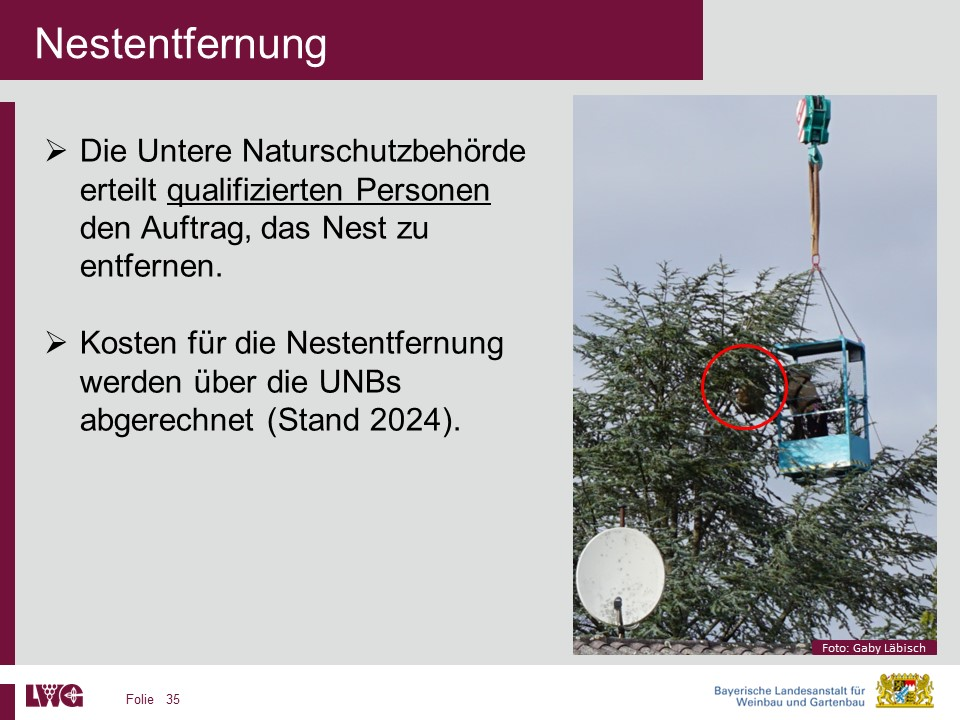 Nestentfernung
Die Untere Naturschutzbehörde
erteilt qualifizierten Personen
den Auftrag, das Nest zu
entfernen.
Kosten für die Nestentfernung
werden über die UNBs
abgerechnet (Stand 2024).
Foto: Gaby Läbisch
LWG
Folie 35
Bayerische Landesanstalt für
Weinbau und Gartenbau